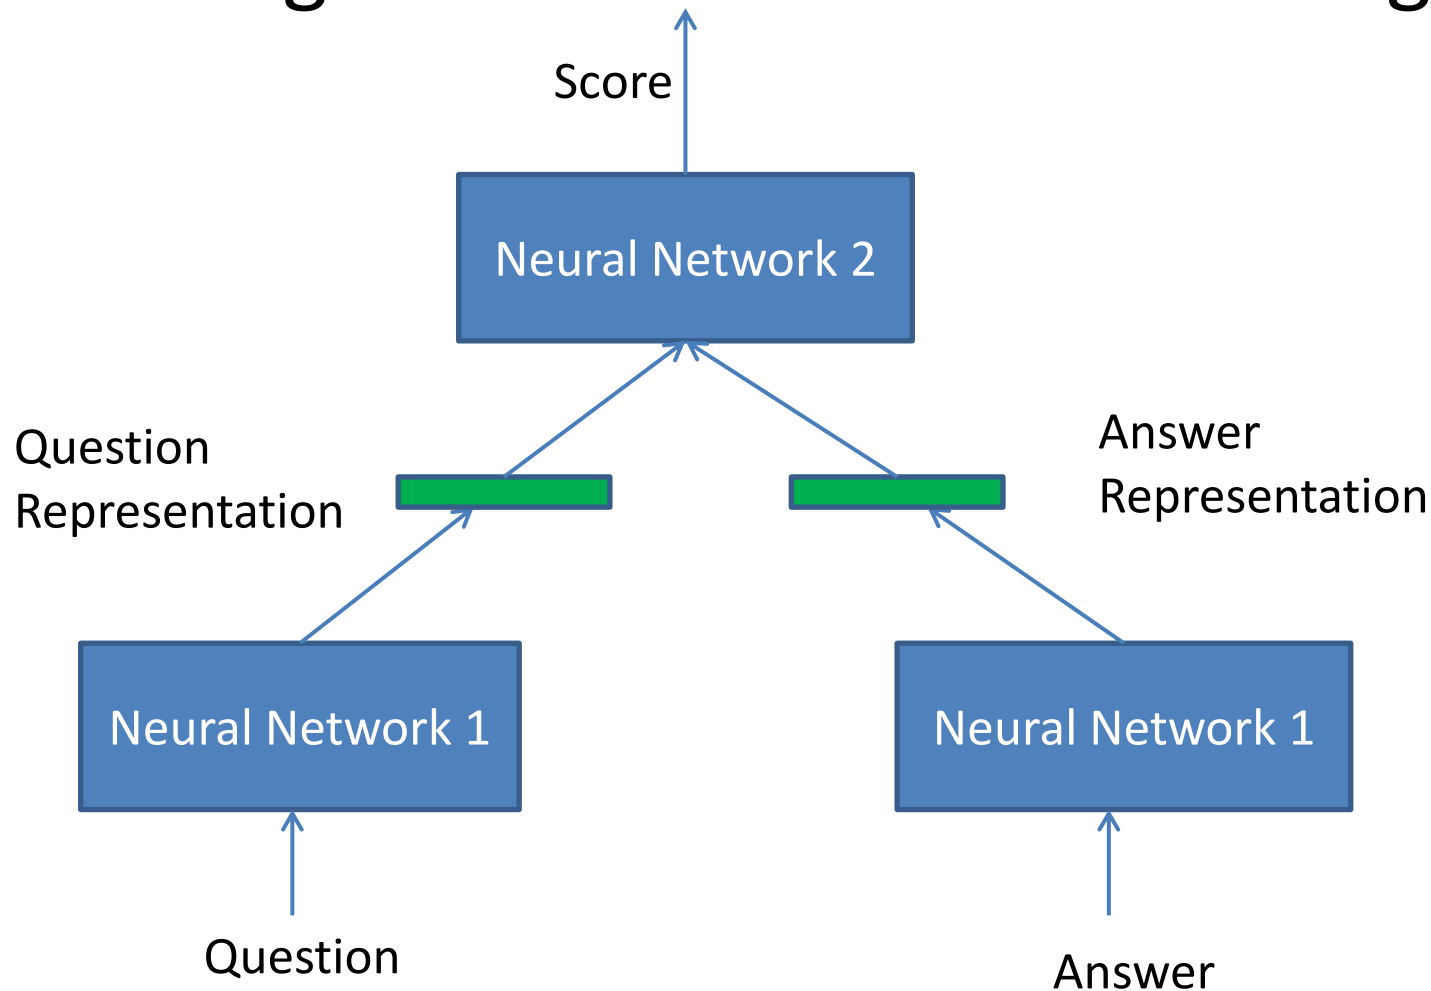 Score
Neural Network 2
Question
Representation
Answer
Representation
Neural Network 1
Neural Network 1
Question
Answer